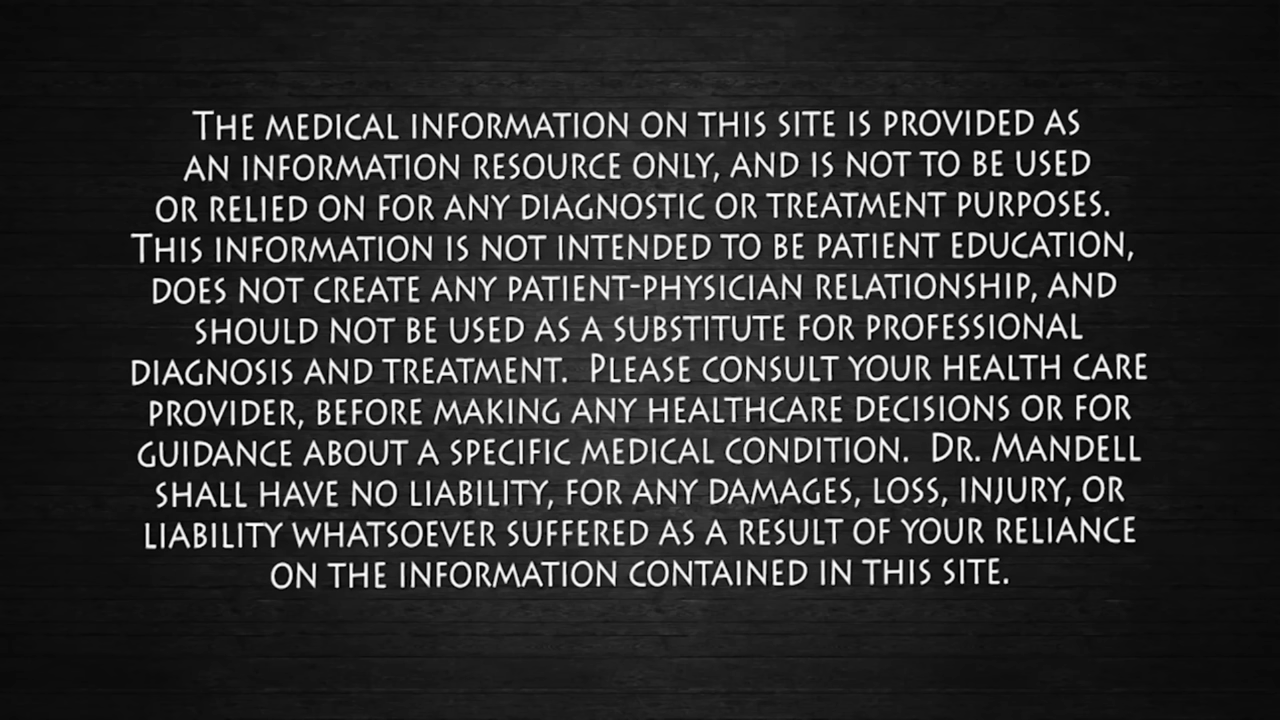 The medical information on this site is provided as
an information resource only, and is not to be used
or relied on for any diagnostic or treatment purposes.
This information is not intended to be patient education,
does not create any patient-physician relationship, and
should not be used as a substitute for professional
diagnosis and treatment.  Please consult your health care
provider, before making any healthcare decisions or for
guidance about a specific medical condition.  Dr. Mandell
shall have no liability, for any damages, loss, injury, or
liability whatsoever suffered as a result of your reliance
on the information contained in this site.